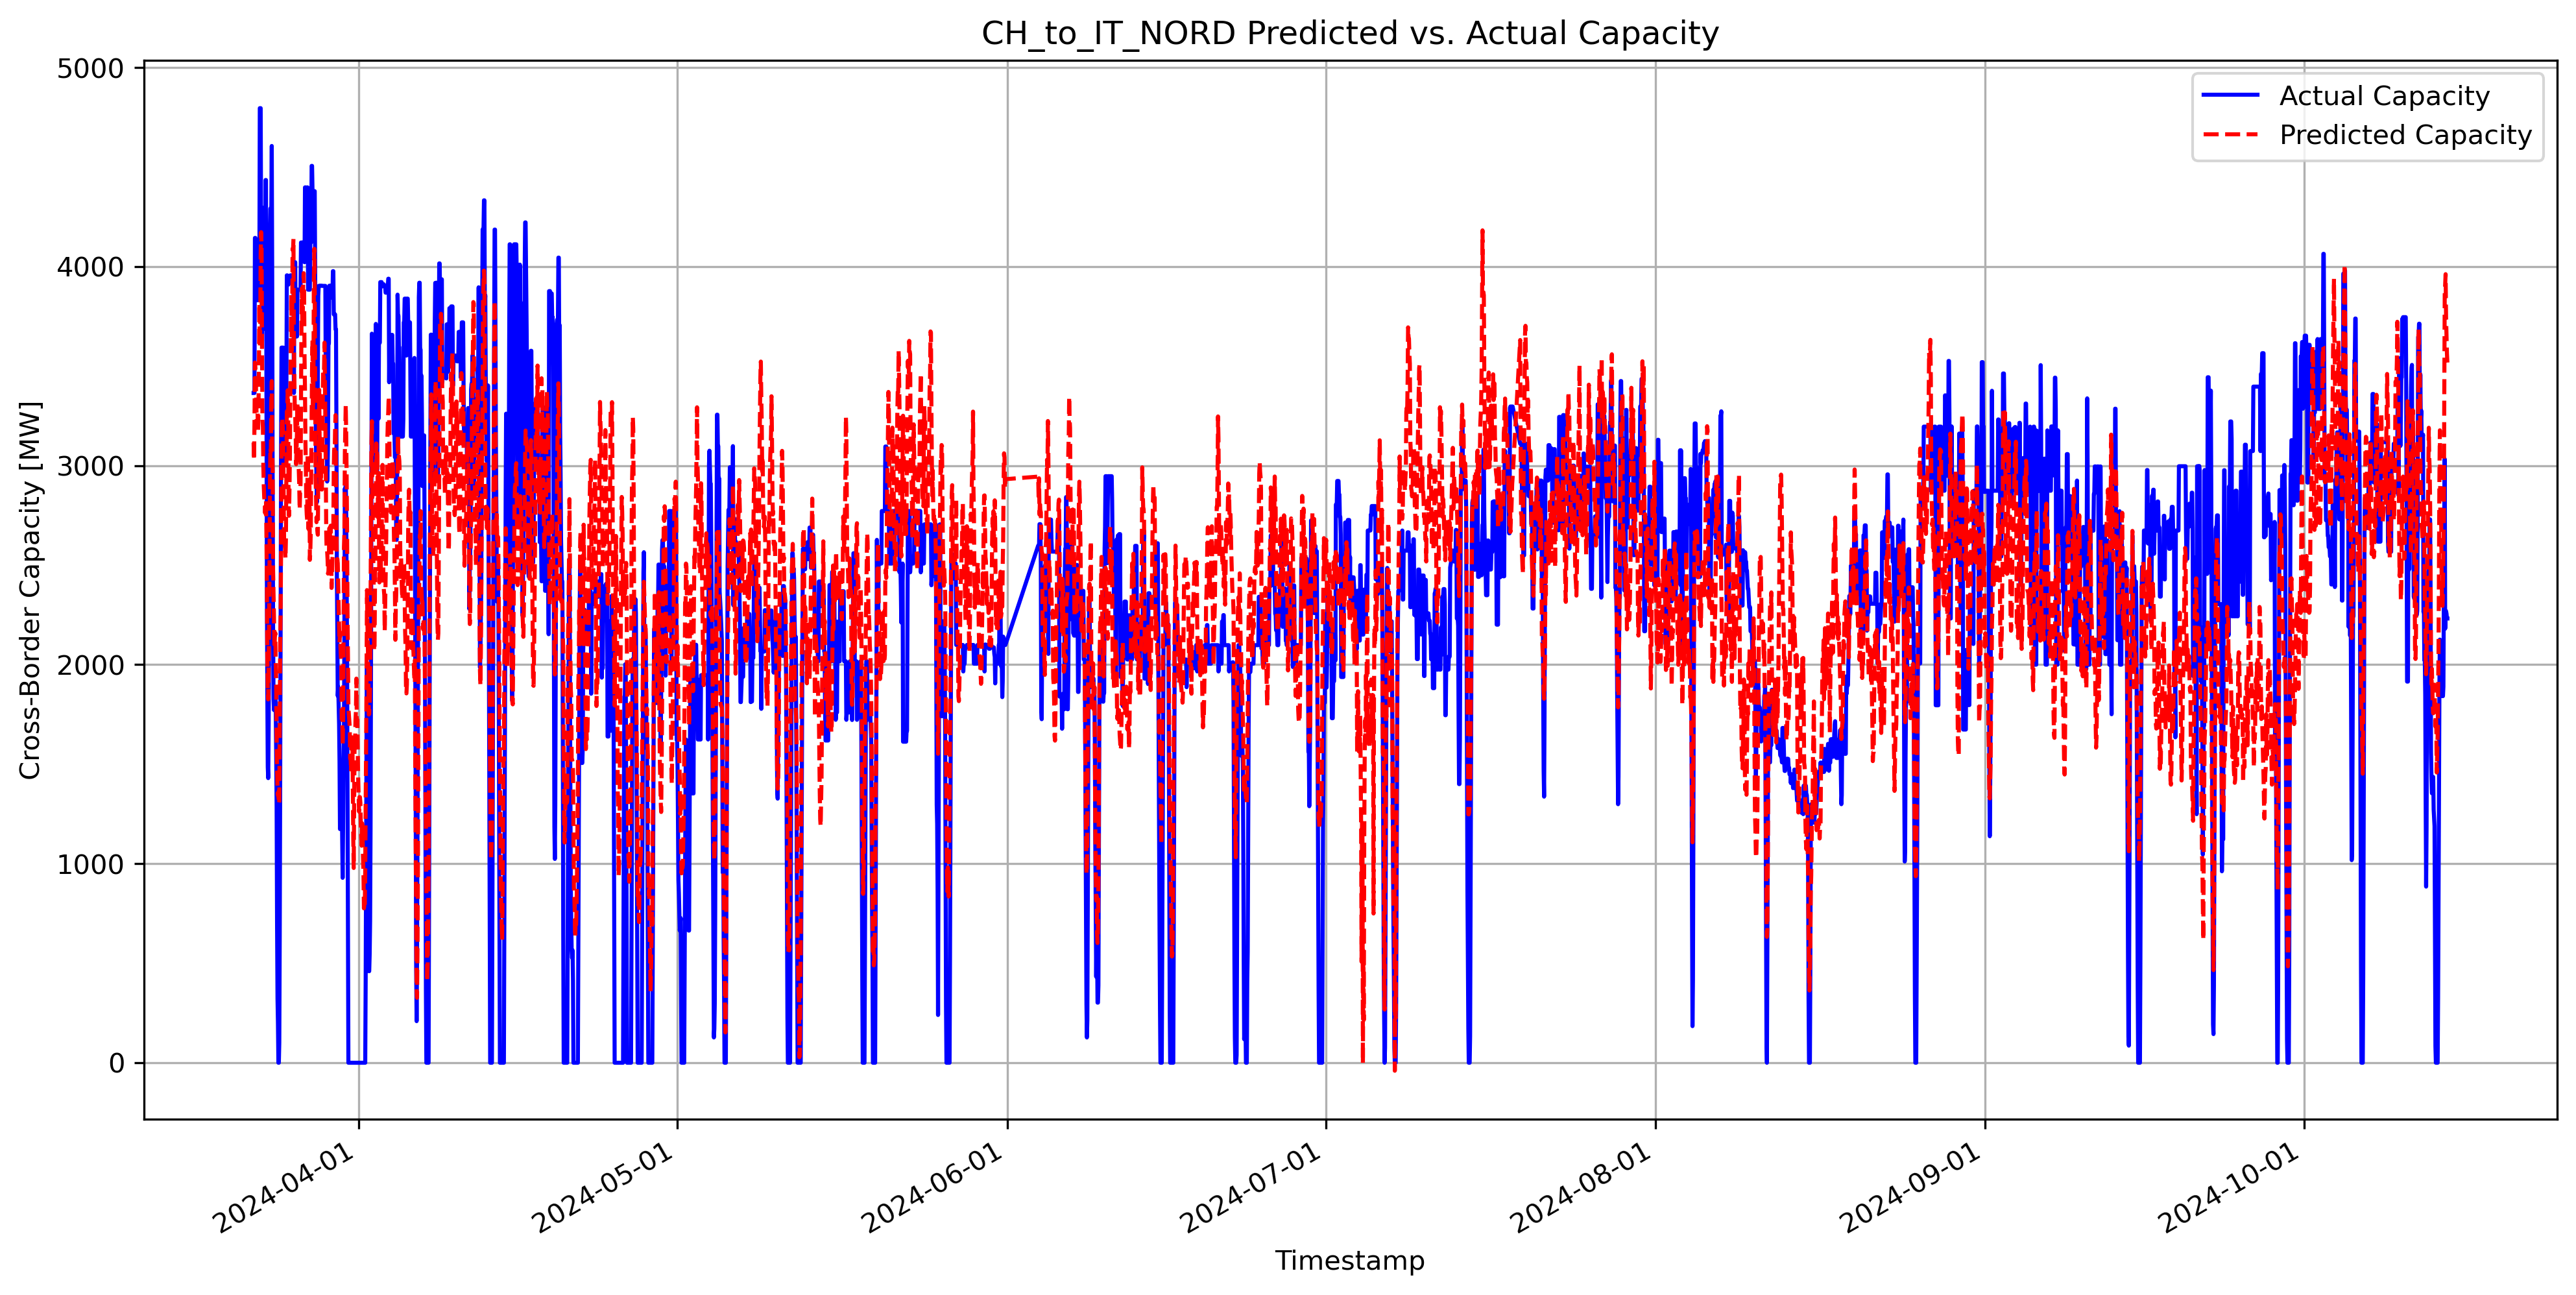 CH_to_IT_NORD Predicted vs. Actual Capacity
Actual Capacity
Predicted Capacity
Cross-Border Capacity [MW]
5000
4000
3000
2000
1000
0
2024-04-01
2024-05-01
2024-06-01
2024-07-01
2024-08-01
2024-09-01
2024-10-01
Timestamp